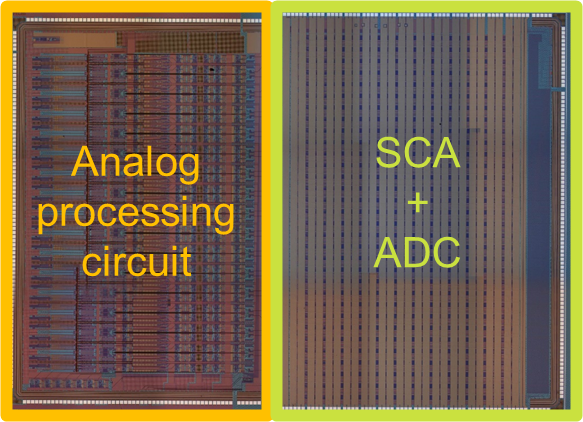 Analog
processing
circuit
SCA
+
ADC